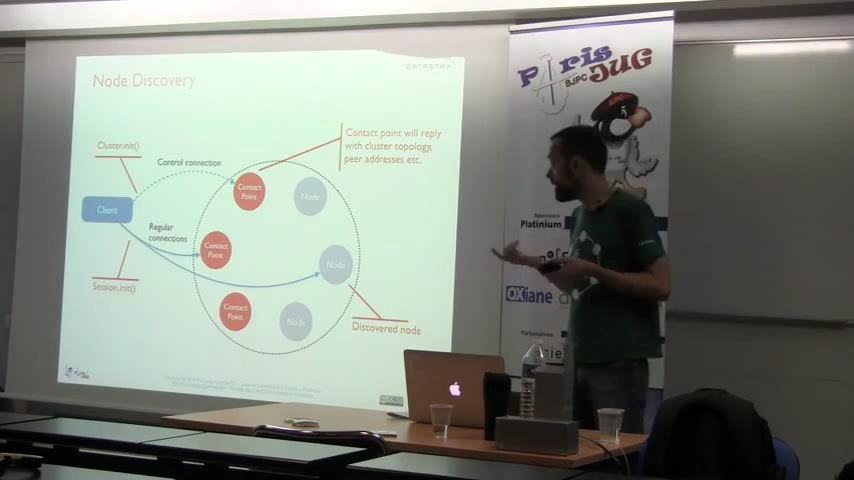 Node Discovery
DATASTAX
Cluster.init()
Control connection
Contact point will reply
with cluster topology,
peer addresses etc.
Client
Contact
Point
Node
Regular
connections
Contact
Point
Node
Session.init()
Contact
Point
Node
Discovered node
Paris
JUG
BJPC
Sponsors
Platinium
OXiane
Partenaires